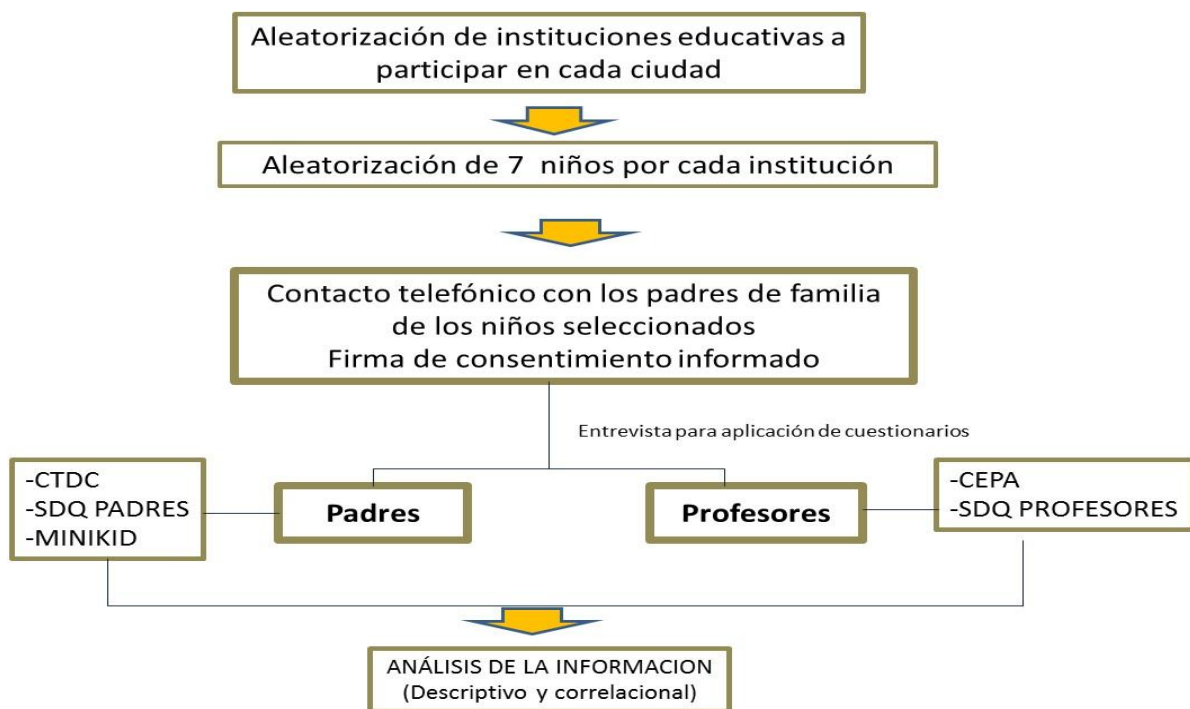 Aleatorización de instituciones educativas a
participar en cada ciudad
Aleatorización de 7 niños por cada institución
Contacto telefónico con los padres de familia
de los niños seleccionados
Firma de consentimiento informado
Entrevista para aplicación de cuestionarios
-CTDC
-SDQ PADRES
-MINIKID
Padres
Profesores
-CEPA
-SDQ PROFESORES
ANÁLISIS DE LA INFORMACION
(Descriptivo y correlacional)